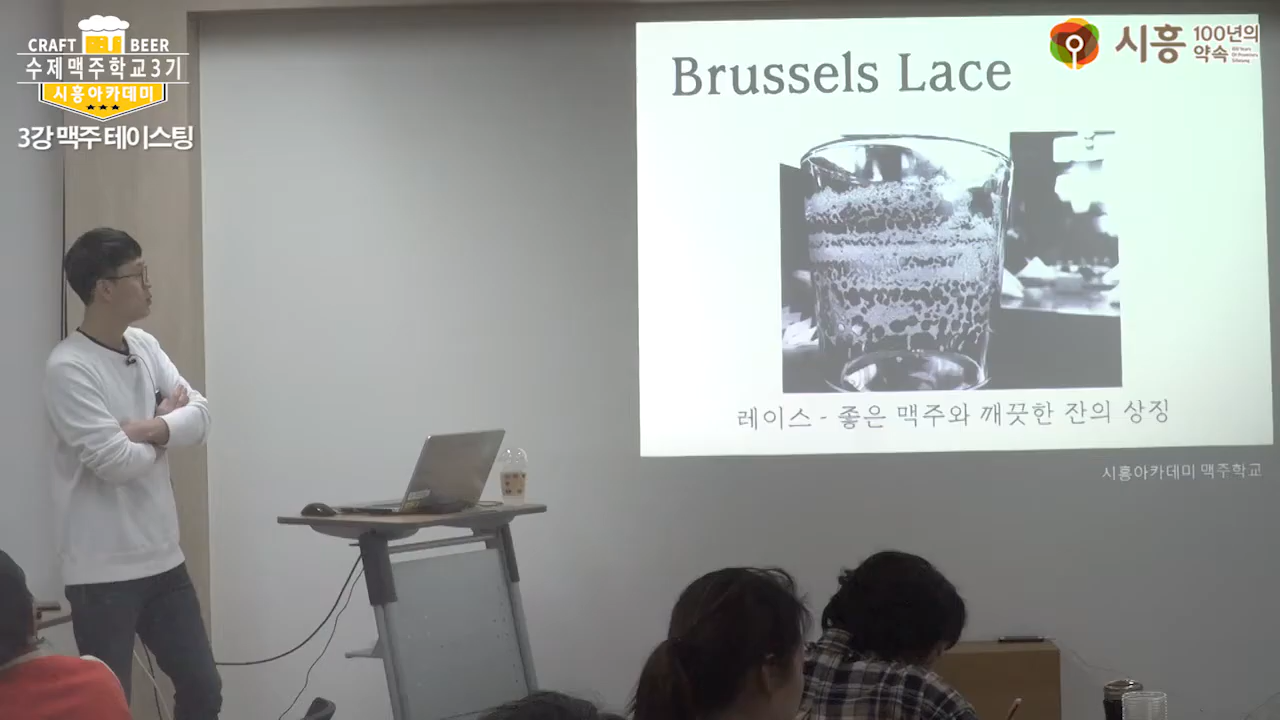 CRAFT BEER
수제맥주학교3기
시흥아카데미
3강 맥주 테이스팅
Brussels Lace
시흥 100년의 약속
레이스 - 좋은 맥주와 깨끗한 잔의 상징
시흥아카데미 맥주학교